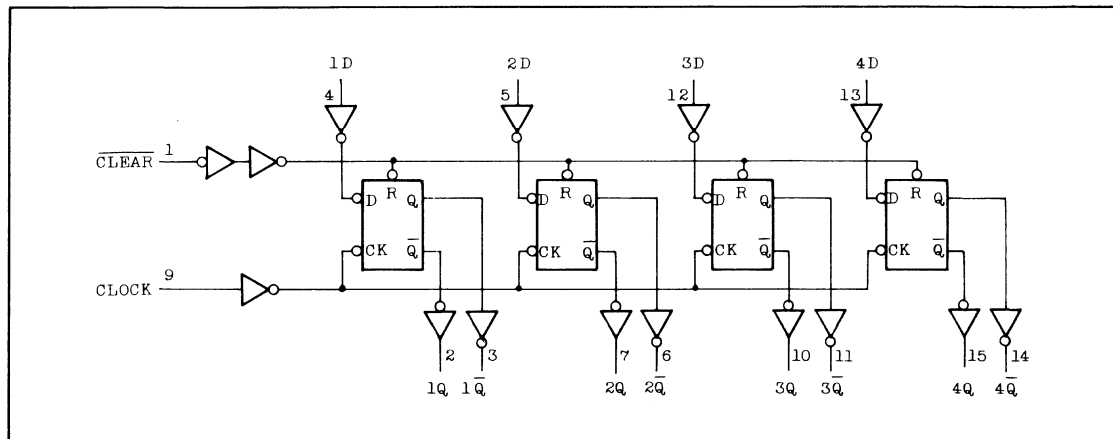 1D 2D 3D 4D
4 5 12 13
CLEAR 1
R R R R
D Q D Q D Q D Q
CK Q̅ CK Q̅ CK Q̅ CK Q̅
CLOCK 9
2 3 7 6 10 11 15 14
1Q 1Q̅ 2Q 2Q̅ 3Q 3Q̅ 4Q 4Q̅